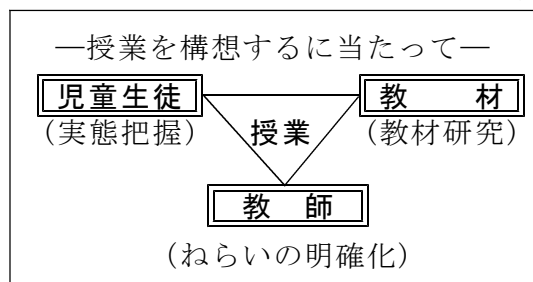 ―授業を構想するに当たって―
児童生徒 教 材
(実態把握) 授業 (教材研究)
教 師
(ねらいの明確化)